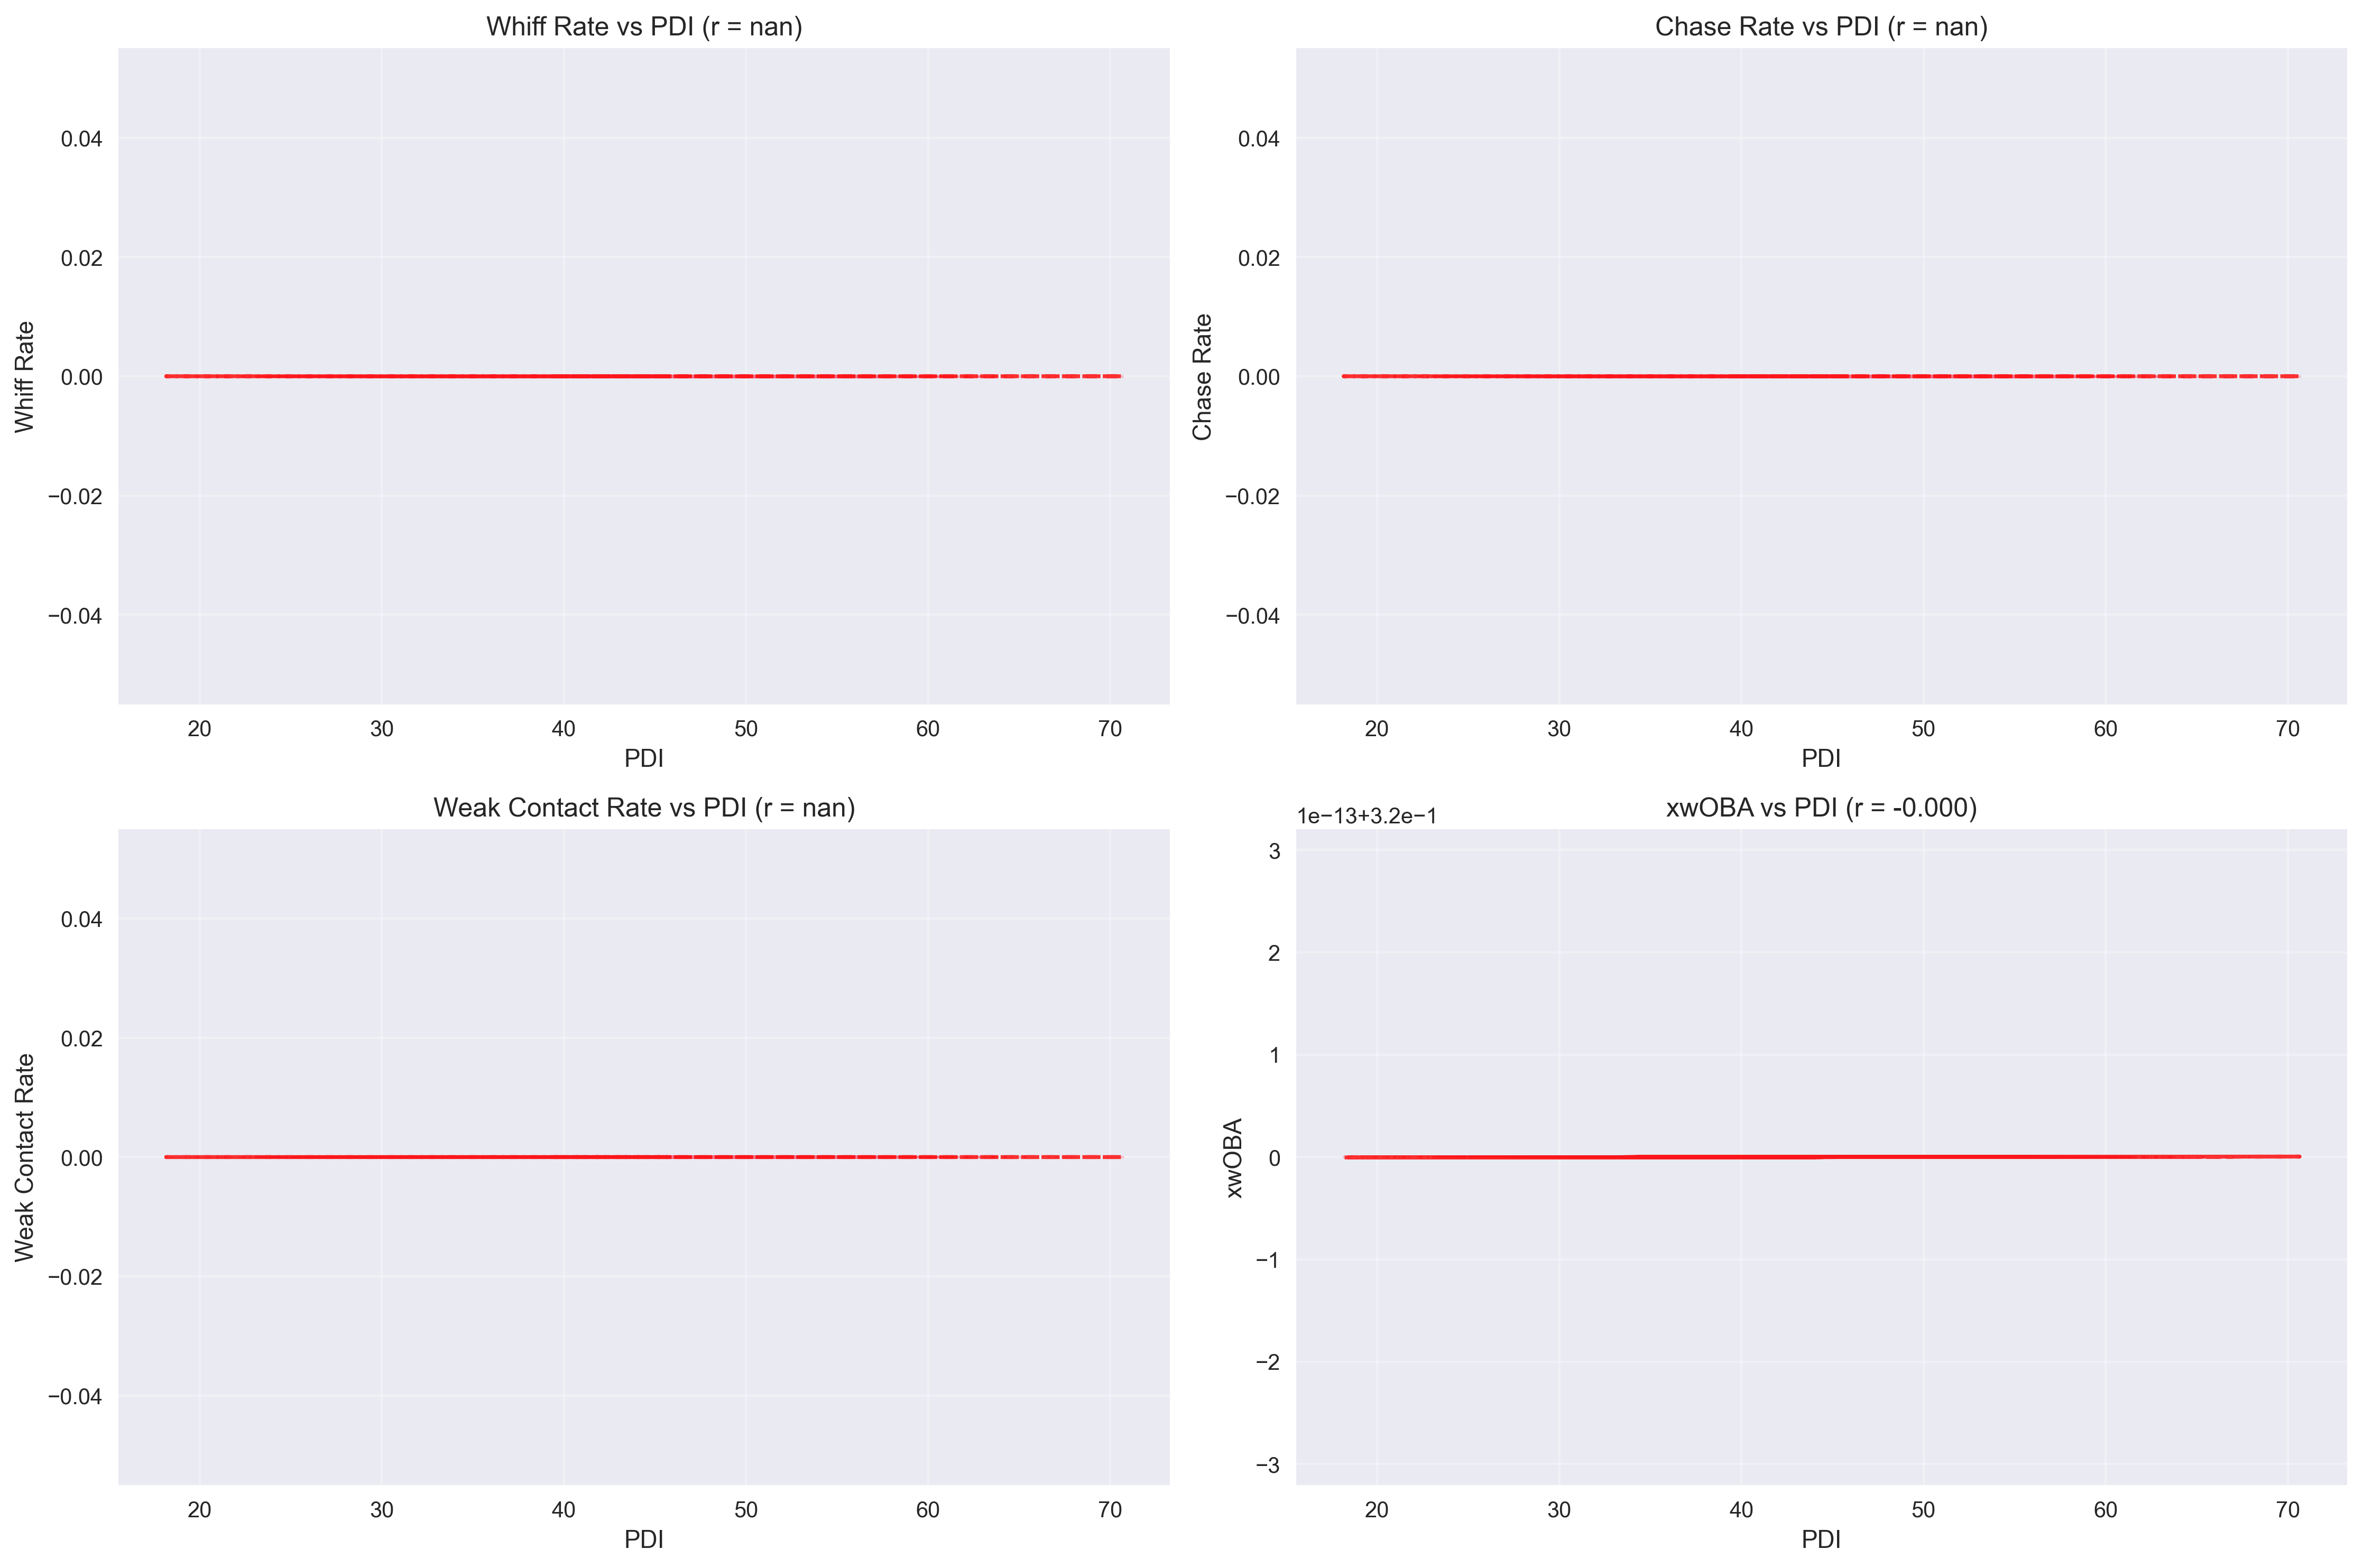 Whiff Rate vs PDI (r = nan)
0.04
0.02
0.00
−0.02
−0.04
Whiff Rate
20 30 40 50 60 70
PDI
Chase Rate vs PDI (r = nan)
0.04
0.02
0.00
−0.02
−0.04
Chase Rate
20 30 40 50 60 70
PDI
Weak Contact Rate vs PDI (r = nan)
0.04
0.02
0.00
−0.02
−0.04
Weak Contact Rate
20 30 40 50 60 70
PDI
xwOBA vs PDI (r = -0.000)
1e−13+3.2e−1
3
2
1
0
−1
−2
−3
xwOBA
20 30 40 50 60 70
PDI